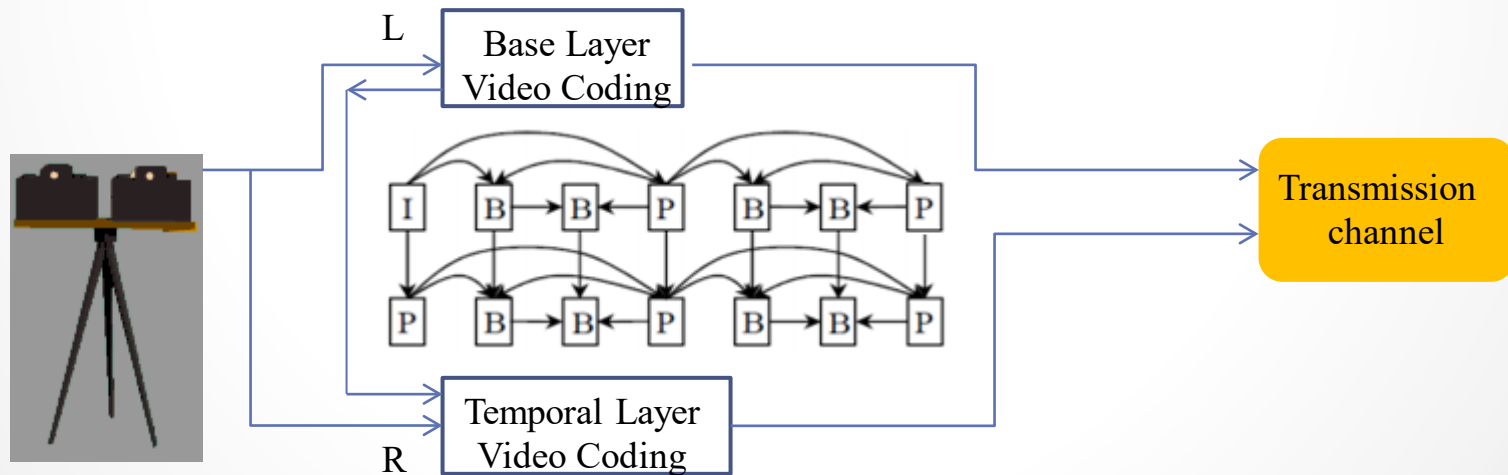 L
Base Layer
Video Coding
I B B P B B P
Transmission
channel
P B B P B B P
Temporal Layer
Video Coding
R